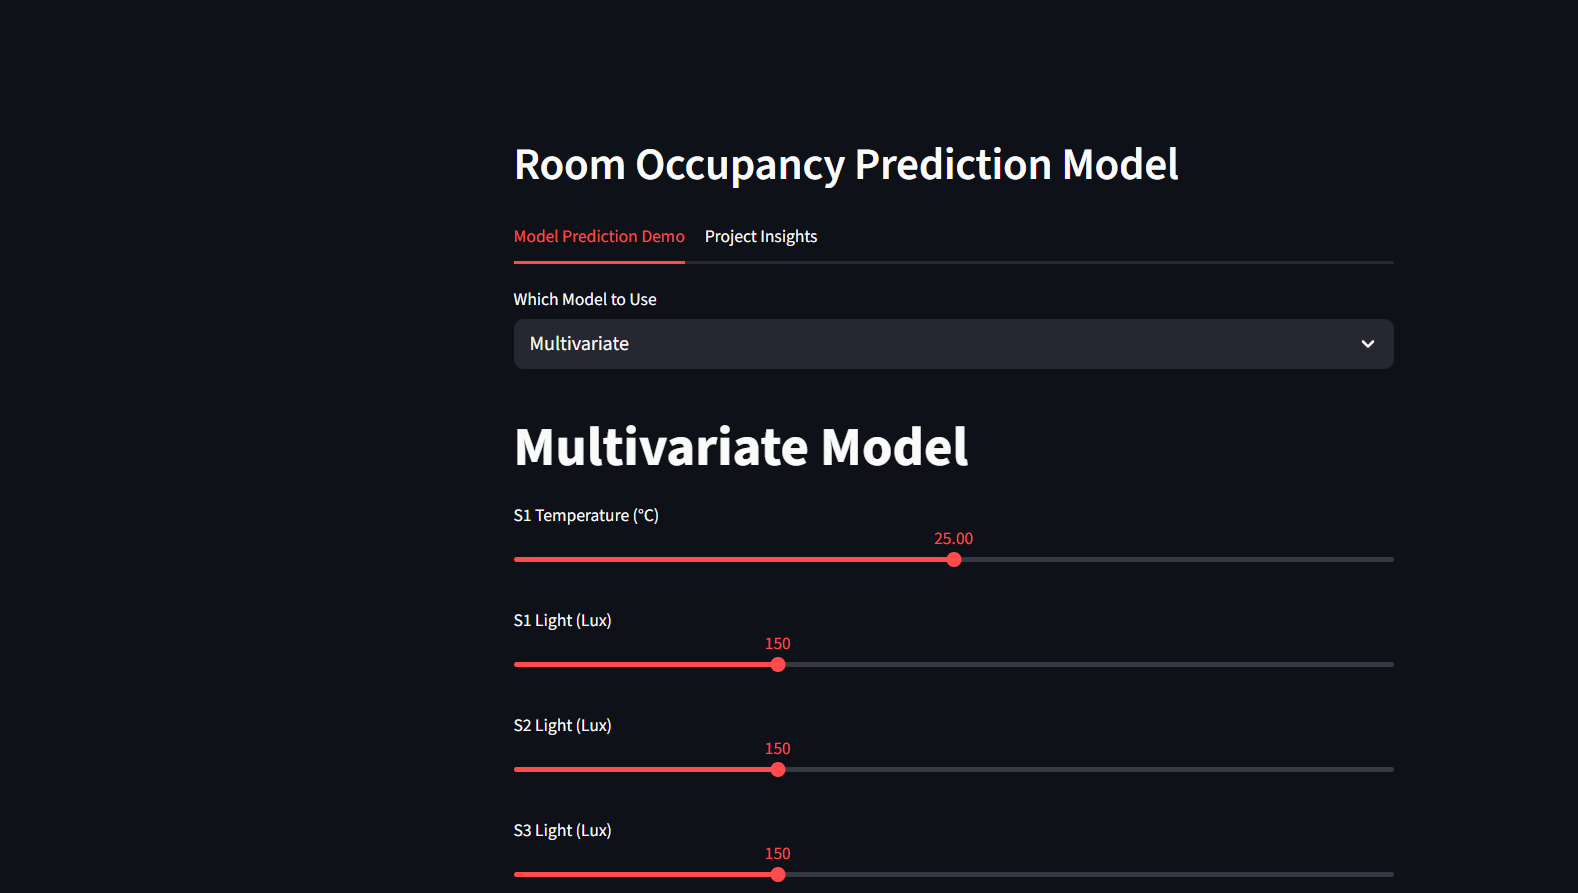 Room Occupancy Prediction Model
Model Prediction Demo Project Insights
Which Model to Use
Multivariate
Multivariate Model
S1 Temperature (°C)
25.00
S1 Light (Lux)
150
S2 Light (Lux)
150
S3 Light (Lux)
150